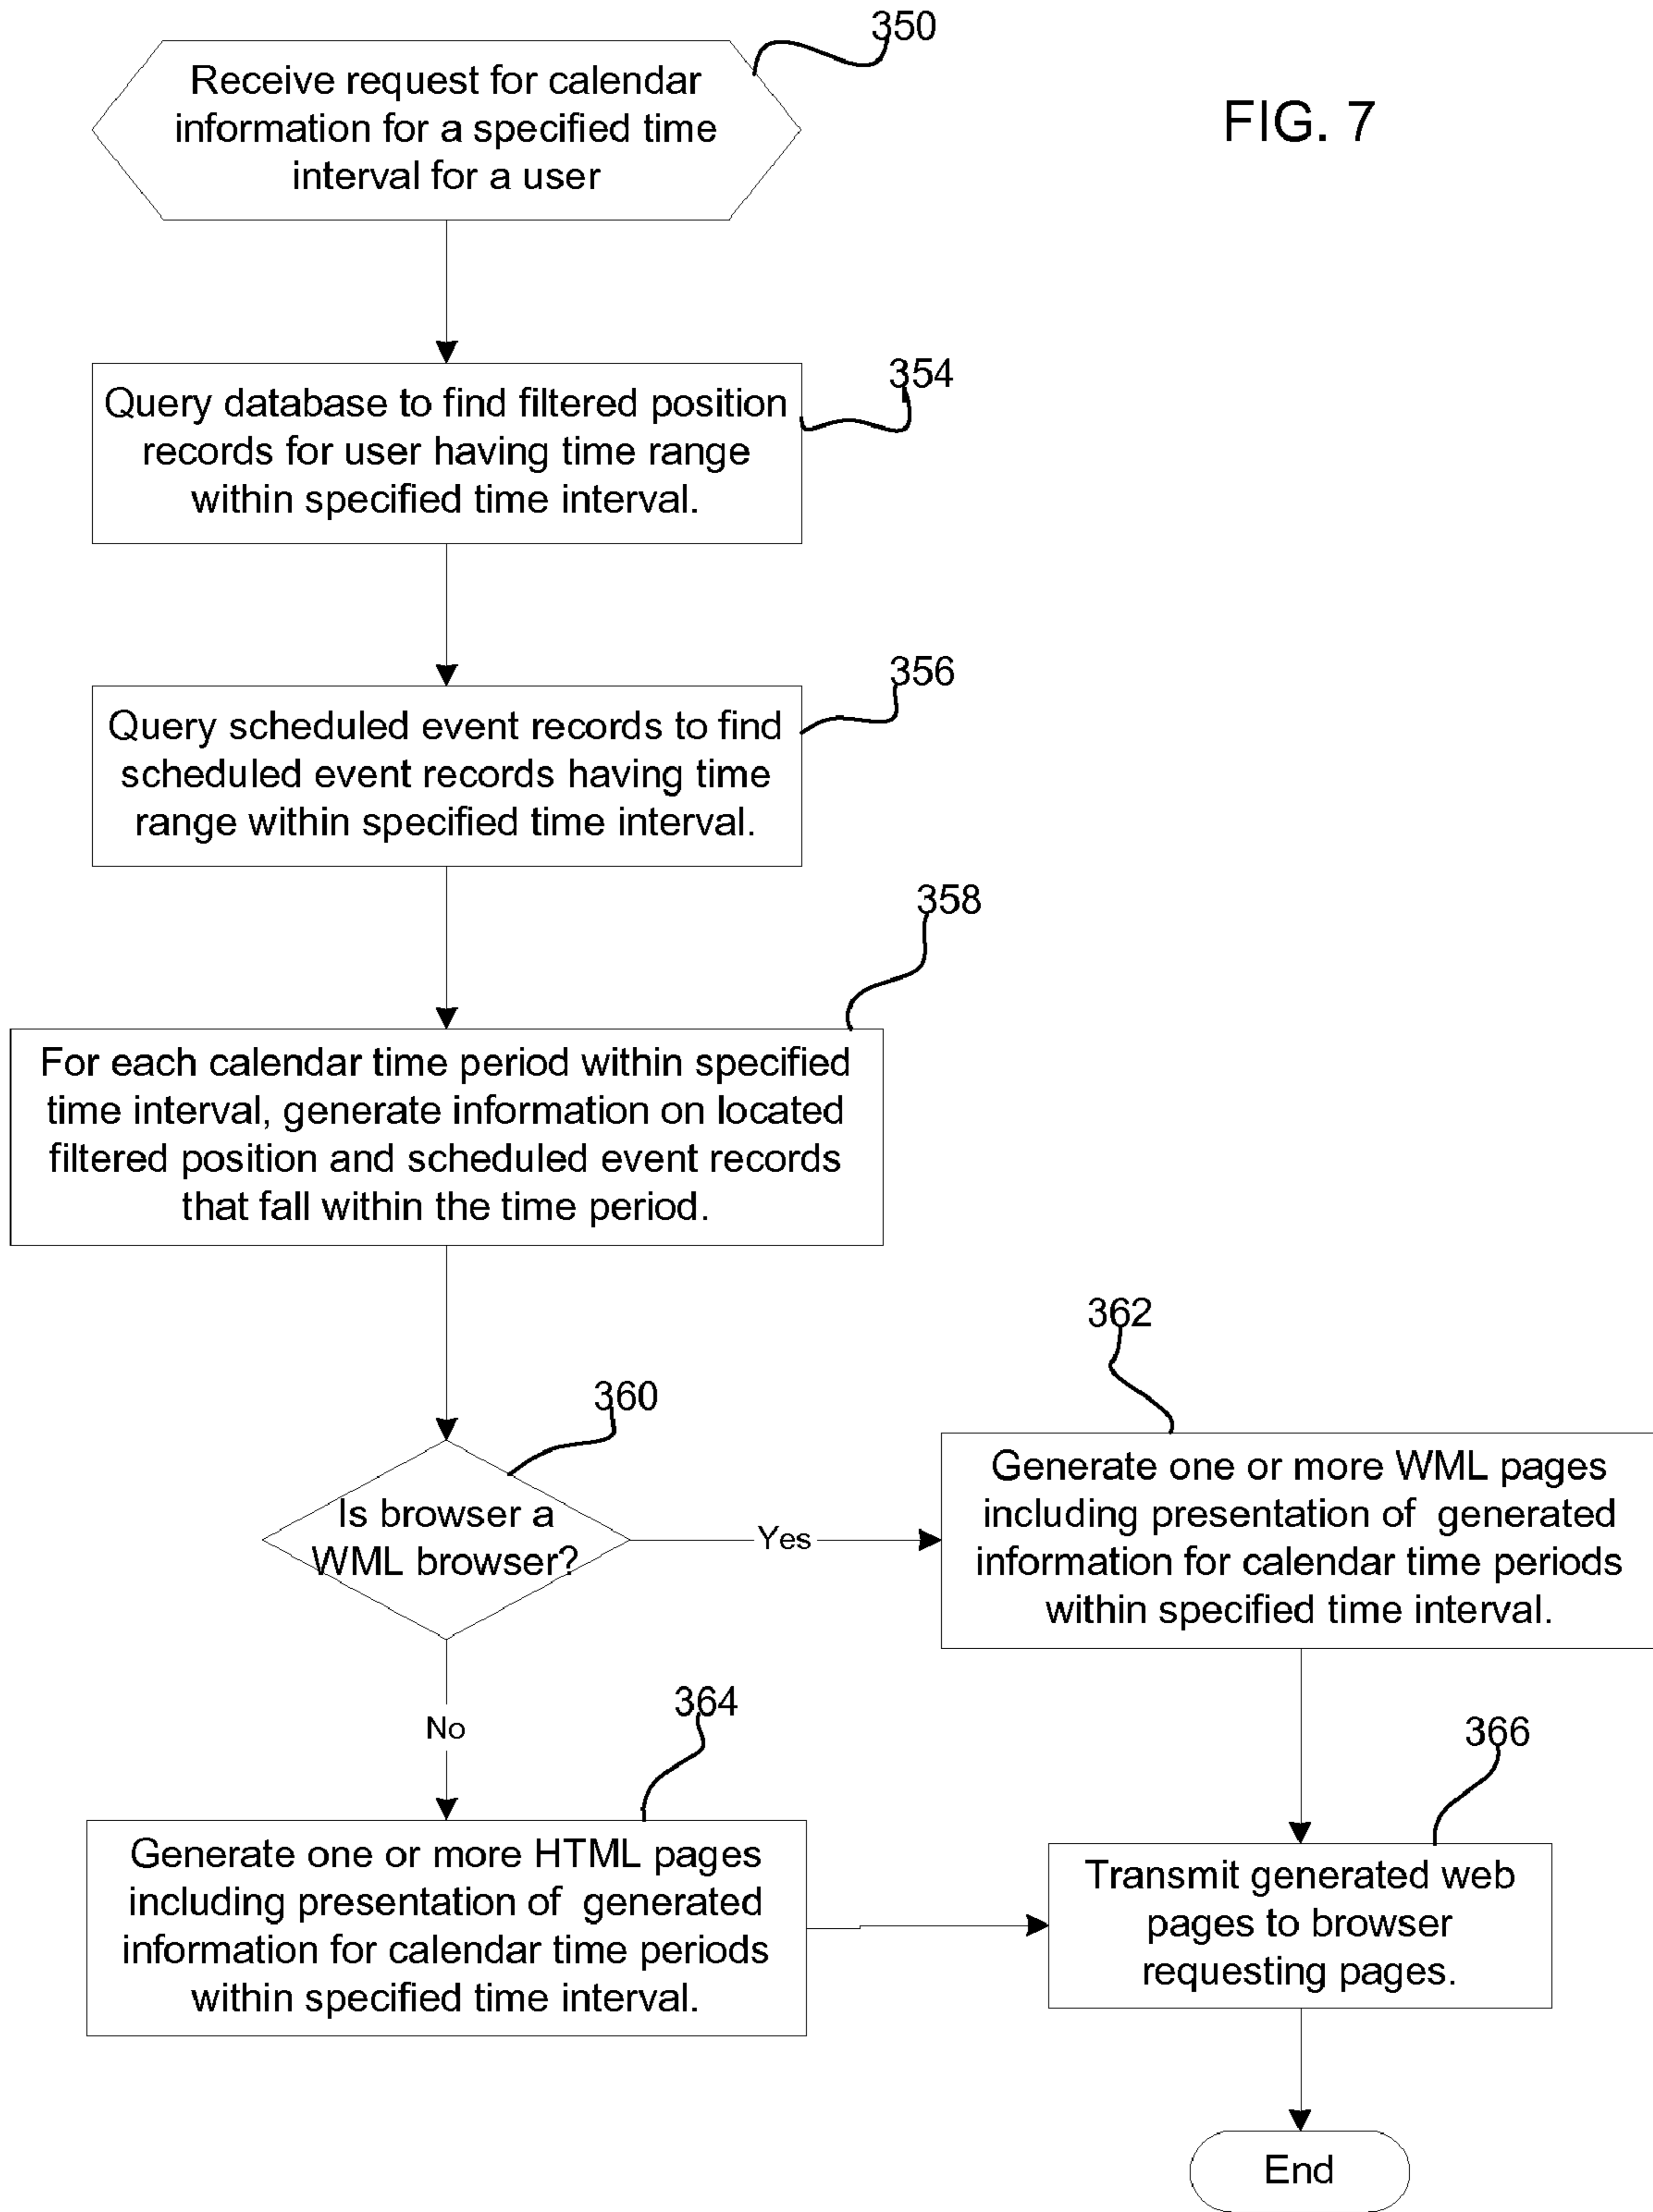 350
Receive request for calendar
information for a specified time
interval for a user
FIG. 7
354
Query database to find filtered position
records for user having time range
within specified time interval.
356
Query scheduled event records to find
scheduled event records having time
range within specified time interval.
358
For each calendar time period within specified
time interval, generate information on located
filtered position and scheduled event records
that fall within the time period.
360
Is browser a
WML browser?
Yes
362
Generate one or more WML pages
including presentation of generated
information for calendar time periods
within specified time interval.
No
364
Generate one or more HTML pages
including presentation of generated
information for calendar time periods
within specified time interval.
366
Transmit generated web
pages to browser
requesting pages.
End